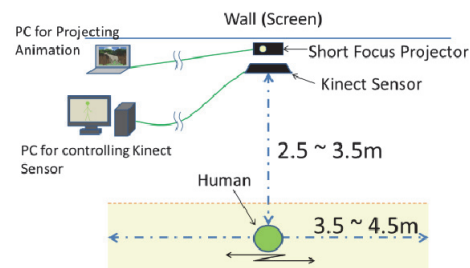 Wall (Screen)
PC for Projecting
Animation
Short Focus Projector
Kinect Sensor
PC for controlling Kinect
Sensor
2.5 ~ 3.5m
Human
3.5 ~ 4.5m